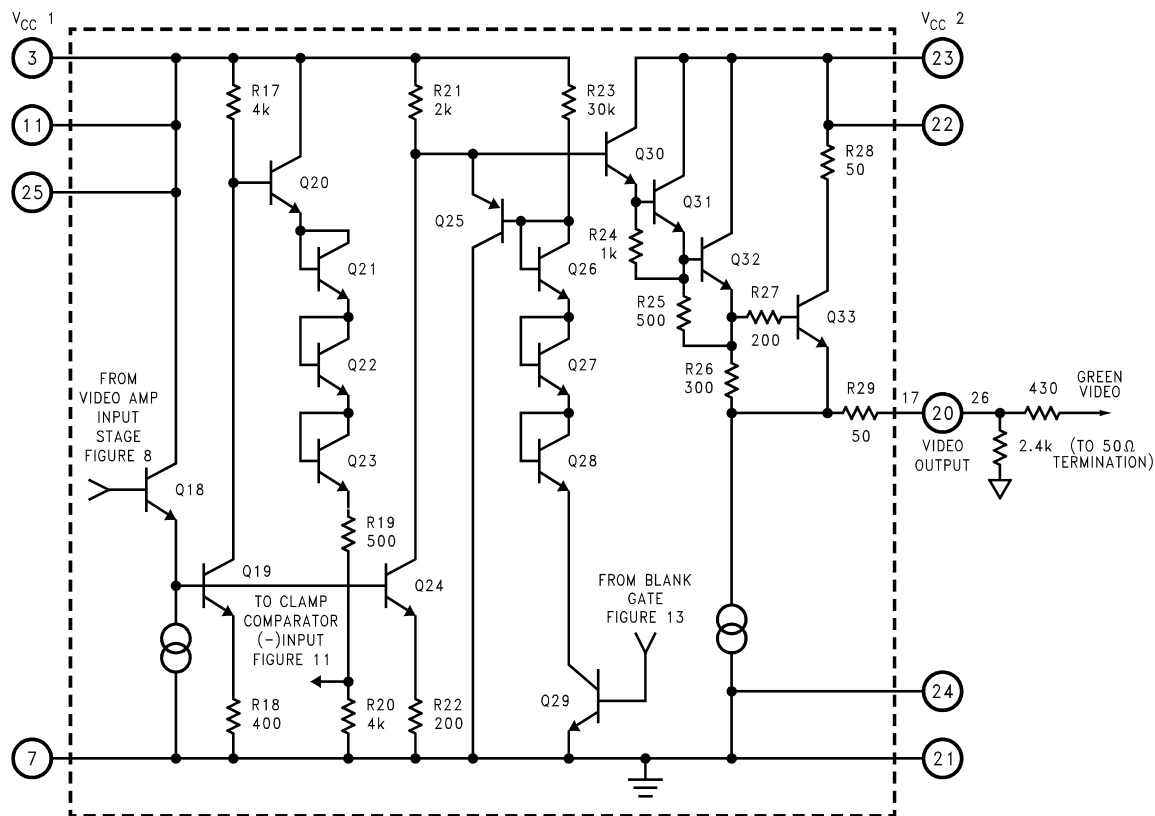 V_CC 1
V_CC 2
3
23
R17
4k
R21
2k
R23
30k
11
22
Q30
R28
50
25
Q20
Q31
Q25
R24
1k
Q21
Q26
Q32
R25
500
R27
200
Q33
Q22
Q27
R26
300
FROM
VIDEO AMP
INPUT
STAGE
FIGURE 8
R29
50
17
20
26
430
GREEN
VIDEO
VIDEO
OUTPUT
2.4k
(TO 50Ω
TERMINATION)
Q23
Q28
Q18
R19
500
Q19
Q24
TO CLAMP
COMPARATOR
(−)INPUT
FIGURE 11
FROM BLANK
GATE
FIGURE 13
R18
400
R20
4k
R22
200
Q29
24
7
21